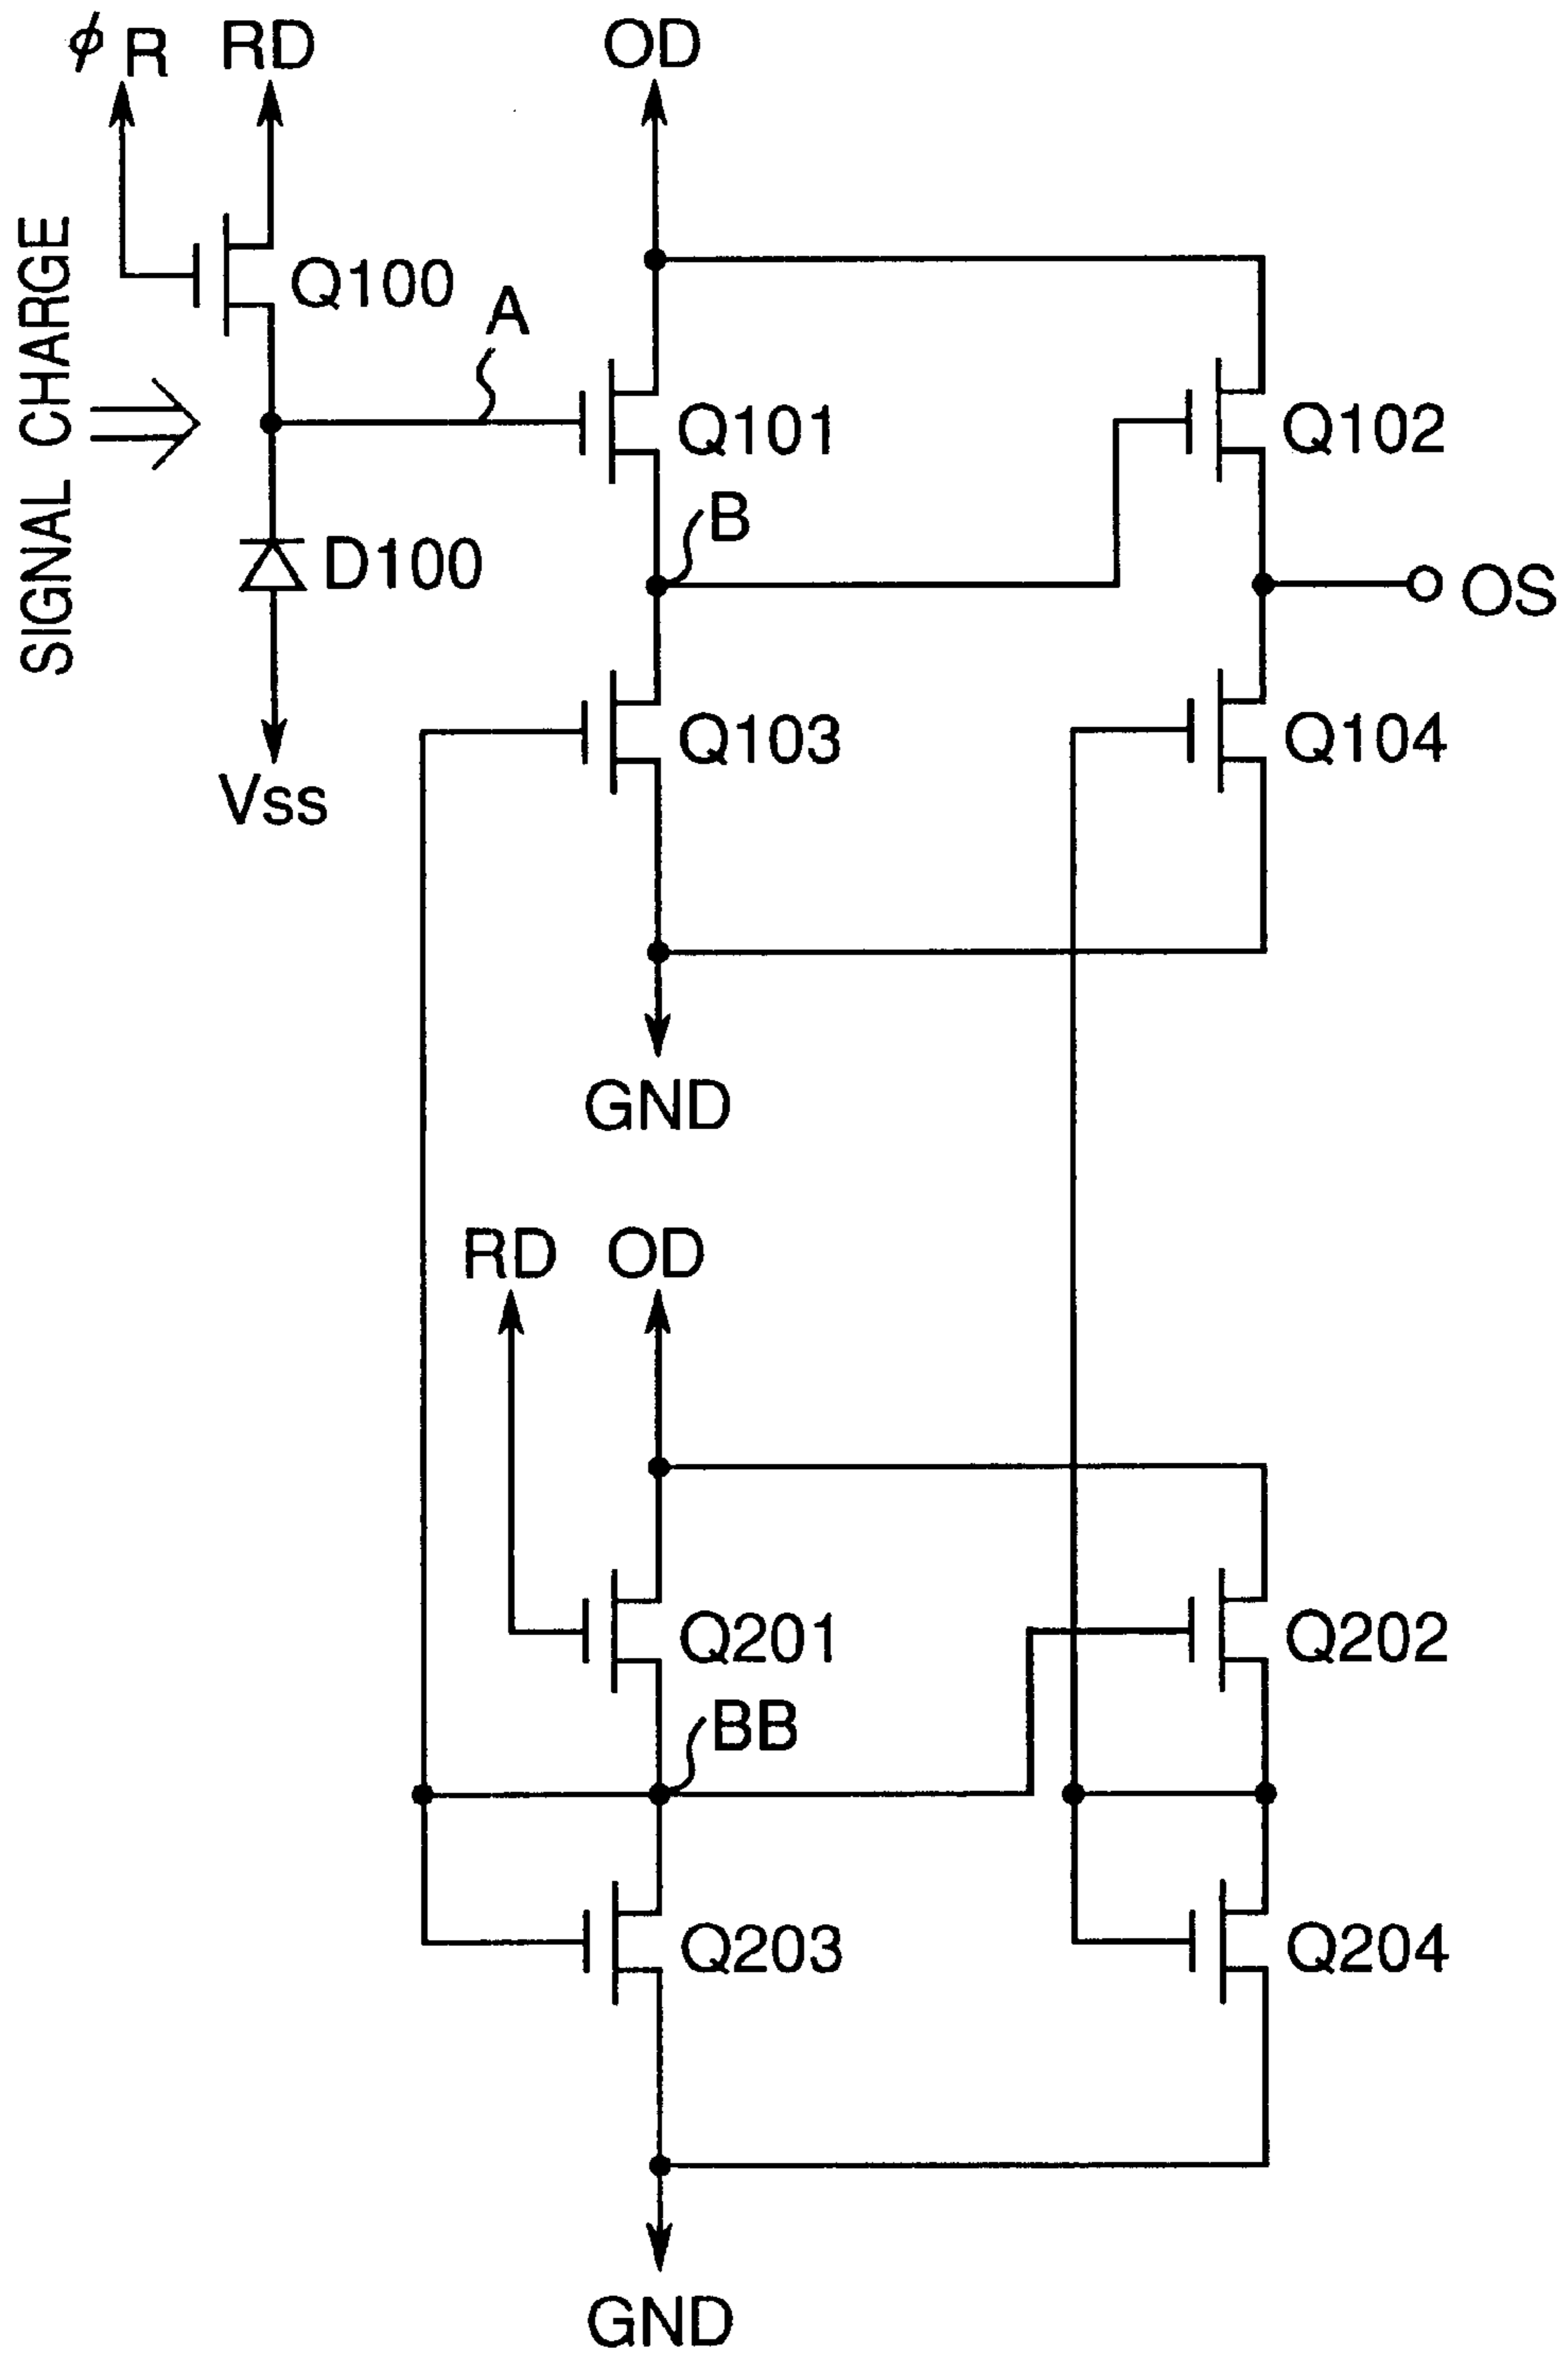 ϕR RD OD
SIGNAL CHARGE
Q100
A
Q101
Q102
B
D100
OS
Q103
Q104
Vss
GND
RD OD
Q201
Q202
BB
Q203
Q204
GND